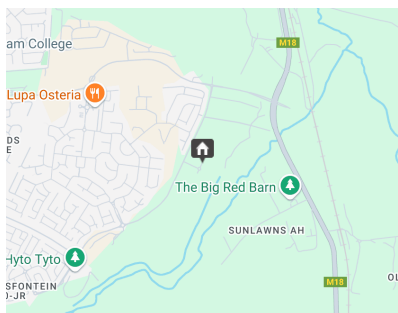 M18
am College
Lupa Osteria
DS
E
The Big Red Barn
SUNLAWNS AH
Hyto Tyto
M18
OL
SFONTEIN
O-JR